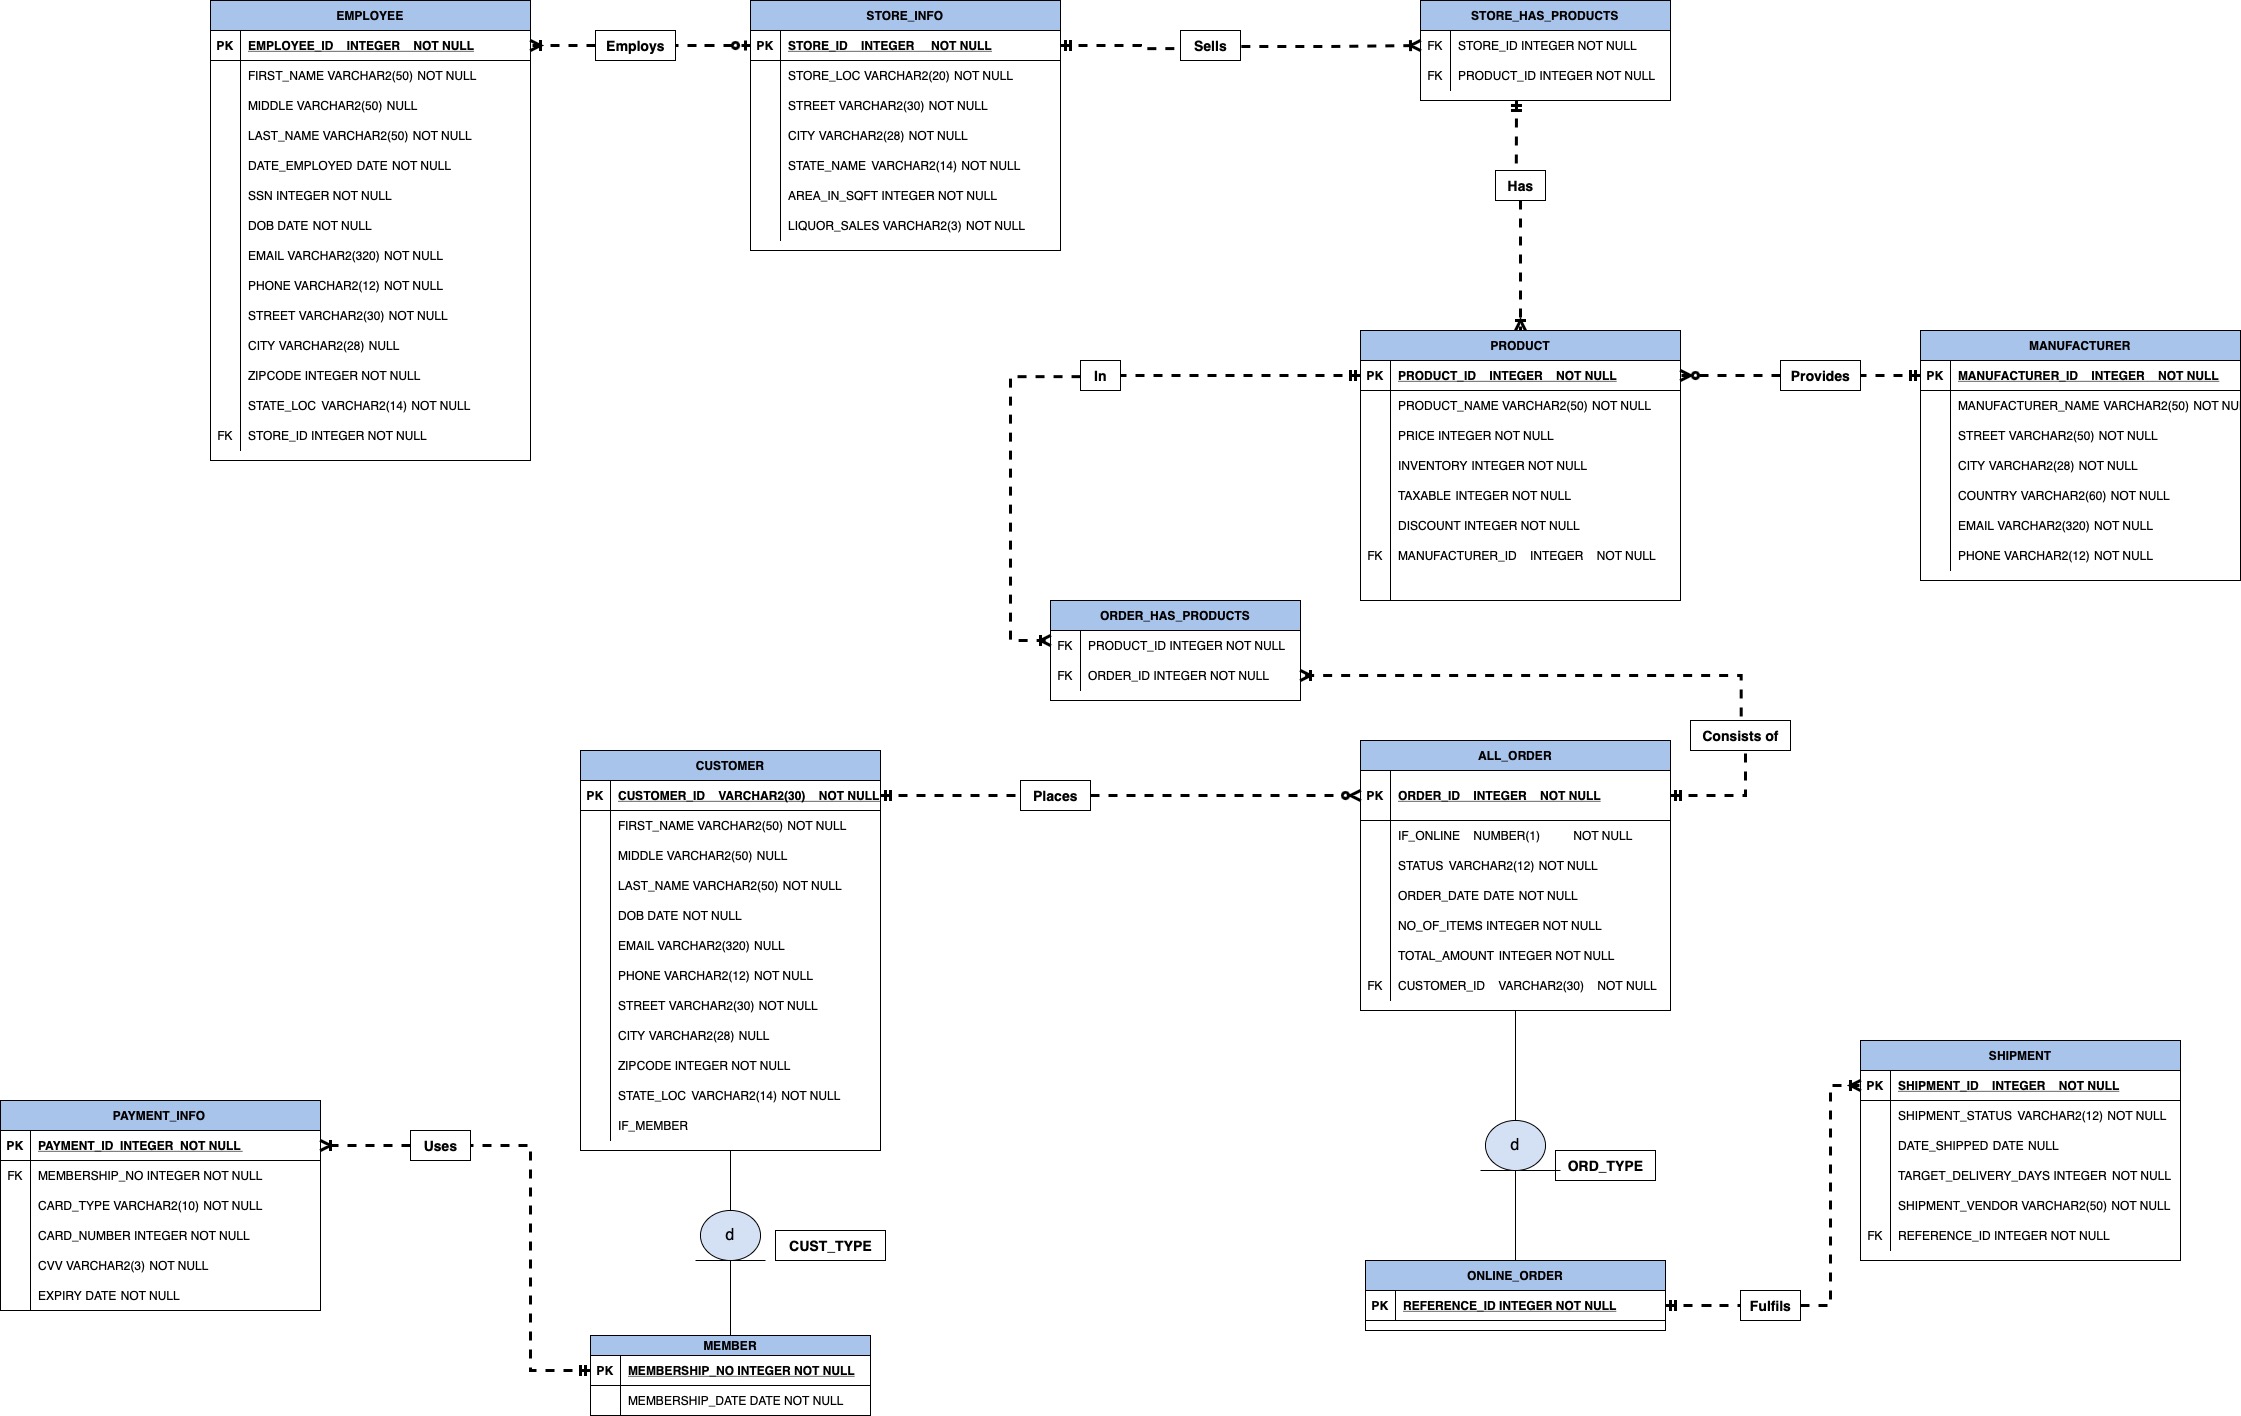 EMPLOYEE
PK EMPLOYEE_ID INTEGER NOT NULL
FIRST_NAME VARCHAR2(50) NOT NULL
MIDDLE VARCHAR2(50) NULL
LAST_NAME VARCHAR2(50) NOT NULL
DATE_EMPLOYED DATE NOT NULL
SSN INTEGER NOT NULL
DOB DATE NOT NULL
EMAIL VARCHAR2(320) NOT NULL
PHONE VARCHAR2(12) NOT NULL
STREET VARCHAR2(30) NOT NULL
CITY VARCHAR2(28) NULL
ZIPCODE INTEGER NOT NULL
STATE_LOC VARCHAR2(14) NOT NULL
FK STORE_ID INTEGER NOT NULL
Employs
STORE_INFO
PK STORE_ID INTEGER NOT NULL
STORE_LOC VARCHAR2(20) NOT NULL
STREET VARCHAR2(30) NOT NULL
CITY VARCHAR2(28) NOT NULL
STATE_NAME VARCHAR2(14) NOT NULL
AREA_IN_SQFT INTEGER NOT NULL
LIQUOR_SALES VARCHAR2(3) NOT NULL
Sells
STORE_HAS_PRODUCTS
FK STORE_ID INTEGER NOT NULL
FK PRODUCT_ID INTEGER NOT NULL
Has
In
PRODUCT
PK PRODUCT_ID INTEGER NOT NULL
PRODUCT_NAME VARCHAR2(50) NOT NULL
PRICE INTEGER NOT NULL
INVENTORY INTEGER NOT NULL
TAXABLE INTEGER NOT NULL
DISCOUNT INTEGER NOT NULL
FK MANUFACTURER_ID INTEGER NOT NULL
Provides
MANUFACTURER
PK MANUFACTURER_ID INTEGER NOT NULL
MANUFACTURER_NAME VARCHAR2(50) NOT NU
STREET VARCHAR2(50) NOT NULL
CITY VARCHAR2(28) NOT NULL
COUNTRY VARCHAR2(60) NOT NULL
EMAIL VARCHAR2(320) NOT NULL
PHONE VARCHAR2(12) NOT NULL
ORDER_HAS_PRODUCTS
FK PRODUCT_ID INTEGER NOT NULL
FK ORDER_ID INTEGER NOT NULL
Consists of
CUSTOMER
PK CUSTOMER_ID VARCHAR2(30) NOT NULL
FIRST_NAME VARCHAR2(50) NOT NULL
MIDDLE VARCHAR2(50) NULL
LAST_NAME VARCHAR2(50) NOT NULL
DOB DATE NOT NULL
EMAIL VARCHAR2(320) NULL
PHONE VARCHAR2(12) NOT NULL
STREET VARCHAR2(30) NOT NULL
CITY VARCHAR2(28) NULL
ZIPCODE INTEGER NOT NULL
STATE_LOC VARCHAR2(14) NOT NULL
IF_MEMBER
Places
ALL_ORDER
PK ORDER_ID INTEGER NOT NULL
IF_ONLINE NUMBER(1) NOT NULL
STATUS VARCHAR2(12) NOT NULL
ORDER_DATE DATE NOT NULL
NO_OF_ITEMS INTEGER NOT NULL
TOTAL_AMOUNT INTEGER NOT NULL
FK CUSTOMER_ID VARCHAR2(30) NOT NULL
SHIPMENT
PK SHIPMENT_ID INTEGER NOT NULL
SHIPMENT_STATUS VARCHAR2(12) NOT NULL
DATE_SHIPPED DATE NULL
TARGET_DELIVERY_DAYS INTEGER NOT NULL
SHIPMENT_VENDOR VARCHAR2(50) NOT NULL
FK REFERENCE_ID INTEGER NOT NULL
PAYMENT_INFO
PK PAYMENT_ID INTEGER NOT NULL
FK MEMBERSHIP_NO INTEGER NOT NULL
CARD_TYPE VARCHAR2(10) NOT NULL
CARD_NUMBER INTEGER NOT NULL
CVV VARCHAR2(3) NOT NULL
EXPIRY DATE NOT NULL
Uses
d
CUST_TYPE
d
ORD_TYPE
ONLINE_ORDER
PK REFERENCE_ID INTEGER NOT NULL
Fulfils
MEMBER
PK MEMBERSHIP_NO INTEGER NOT NULL
MEMBERSHIP_DATE DATE NOT NULL